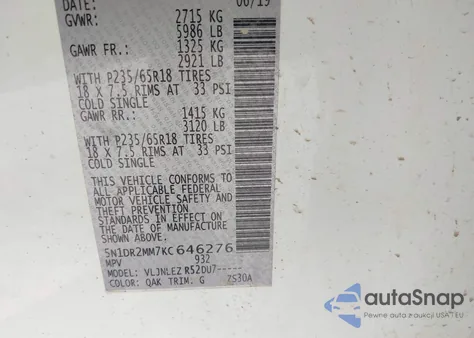 DATE: 06/19
GVWR: 2715 KG
5986 LB
GAWR FR.: 1325 KG
2921 LB
WITH P235/65R18 TIRES
18 X 7.5 RIMS AT 33 PSI
COLD SINGLE
GAWR RR.: 1415 KG
3120 LB
WITH P235/65R18 TIRES
18 X 7.5 RIMS AT 33 PSI
COLD SINGLE
THIS VEHICLE CONFORMS TO
ALL APPLICABLE FEDERAL
MOTOR VEHICLE SAFETY AND
THEFT PREVENTION
STANDARDS IN EFFECT ON
THE DATE OF MANUFACTURE
SHOWN ABOVE.
5N1DR2MM7KC646276
MPV 932
MODEL: VLJNLEZ R52DU7-----
COLOR: QAK TRIM: G ZS30A
autoSnap
Pewne auta z USA i EU